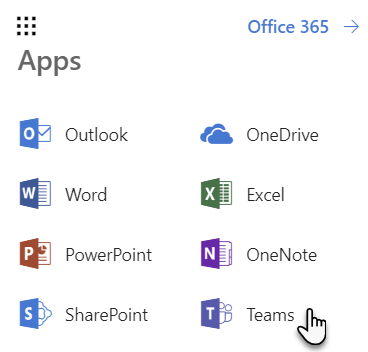 Office 365
Apps
Outlook
OneDrive
Word
Excel
PowerPoint
OneNote
SharePoint
Teams